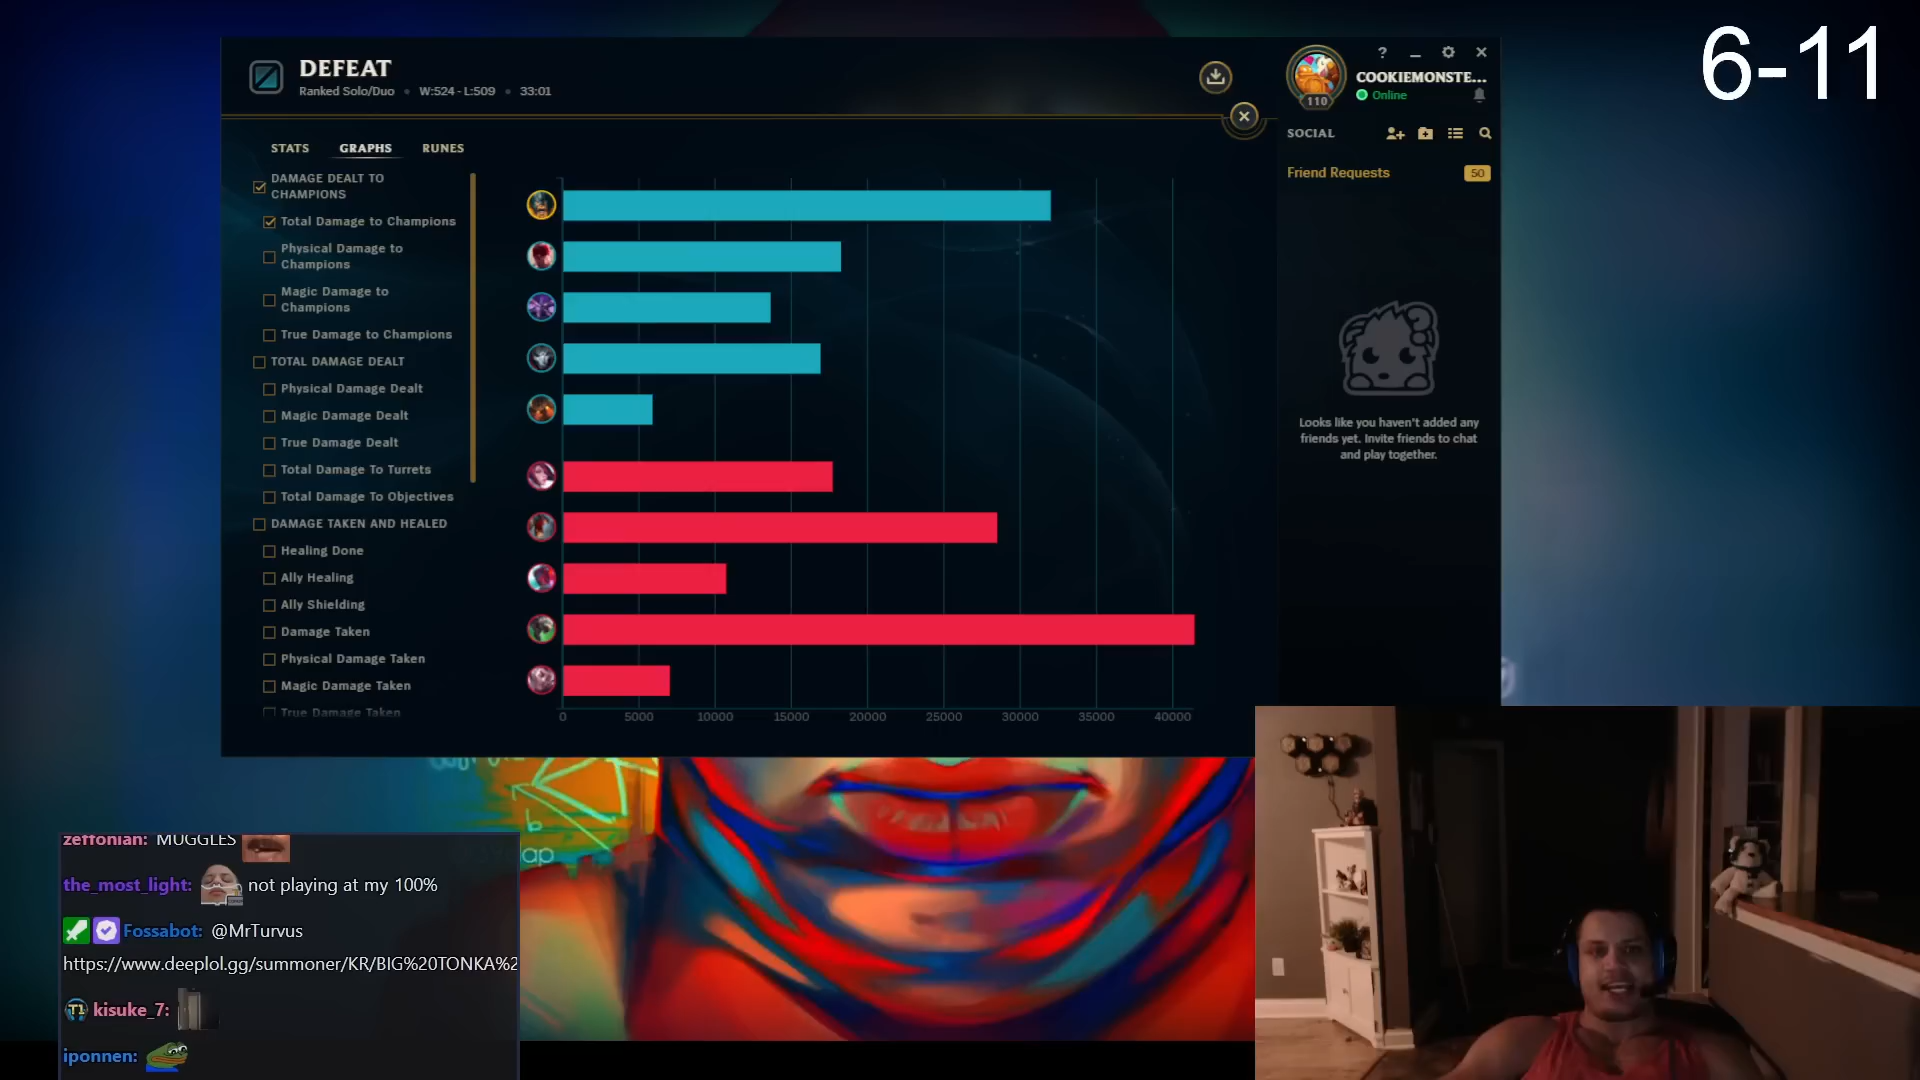 6-11
DEFEAT
Ranked Solo/Duo • W:524 - L:509 • 33:01
?
COOKIEMONSTE...
110
Online
SOCIAL
Friend Requests
50
Looks like you haven't added any
friends yet. Invite friends to chat
and play together.
STATS GRAPHS RUNES
DAMAGE DEALT TO
CHAMPIONS
Total Damage to Champions
Physical Damage to
Champions
Magic Damage to
Champions
True Damage to Champions
TOTAL DAMAGE DEALT
Physical Damage Dealt
Magic Damage Dealt
True Damage Dealt
Total Damage To Turrets
Total Damage To Objectives
DAMAGE TAKEN AND HEALED
Healing Done
Ally Healing
Ally Shielding
Damage Taken
Physical Damage Taken
Magic Damage Taken
True Damage Taken
0 5000 10000 15000 20000 25000 30000 35000 40000
zeffonian: MUGGLES
the_most_light: not playing at my 100%
Fossabot: @MrTurvus
https://www.deeplol.gg/summoner/KR/BIG%20TONKA%2
T1 kisuke_7:
iponnen: